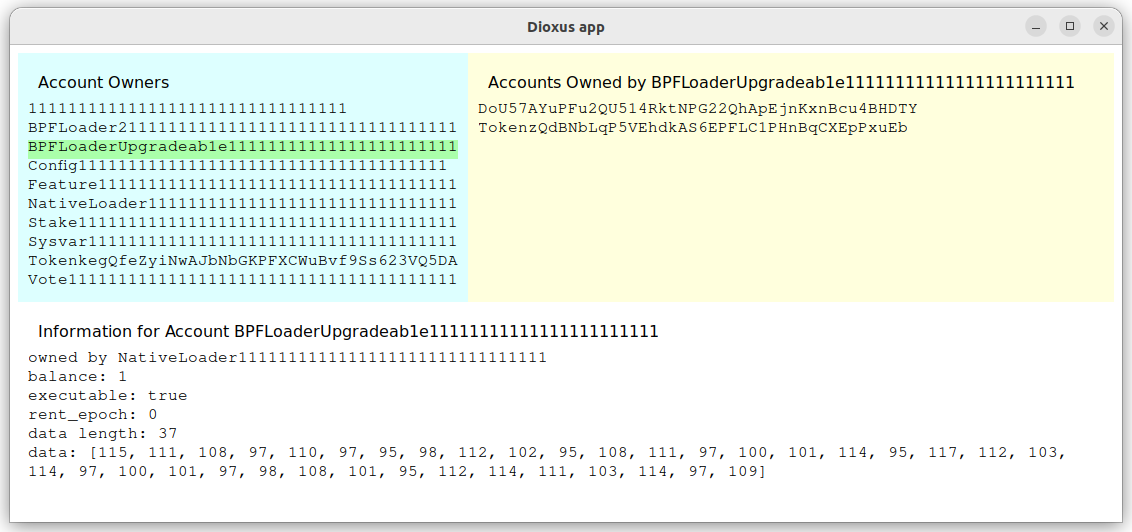 Dioxus app
Account Owners
11111111111111111111111111111111
BPFLoader2111111111111111111111111111111111
BPFLoaderUpgradeab1e11111111111111111111111
Config1111111111111111111111111111111111111
Feature111111111111111111111111111111111111
NativeLoader1111111111111111111111111111111
Stake11111111111111111111111111111111111111
Sysvar1111111111111111111111111111111111111
TokenkegQfeZyiNwAJbNbGKPFXCWuBvf9Ss623VQ5DA
Vote111111111111111111111111111111111111111
Accounts Owned by BPFLoaderUpgradeab1e11111111111111111111111
DoU57AYuPFu2QU514RktNPG22QhApEjnKxnBcu4BHDTY
TokenzQdBNbLqP5VEhdkAS6EPFLC1PHnBqCXEpPxuEb
Information for Account BPFLoaderUpgradeab1e11111111111111111111111
owned by NativeLoader1111111111111111111111111111111
balance: 1
executable: true
rent_epoch: 0
data length: 37
data: [115, 111, 108, 97, 110, 97, 95, 98, 112, 102, 95, 108, 111, 97, 100, 101, 114, 95, 117, 112, 103,
114, 97, 100, 101, 97, 98, 108, 101, 95, 112, 114, 111, 103, 114, 97, 109]